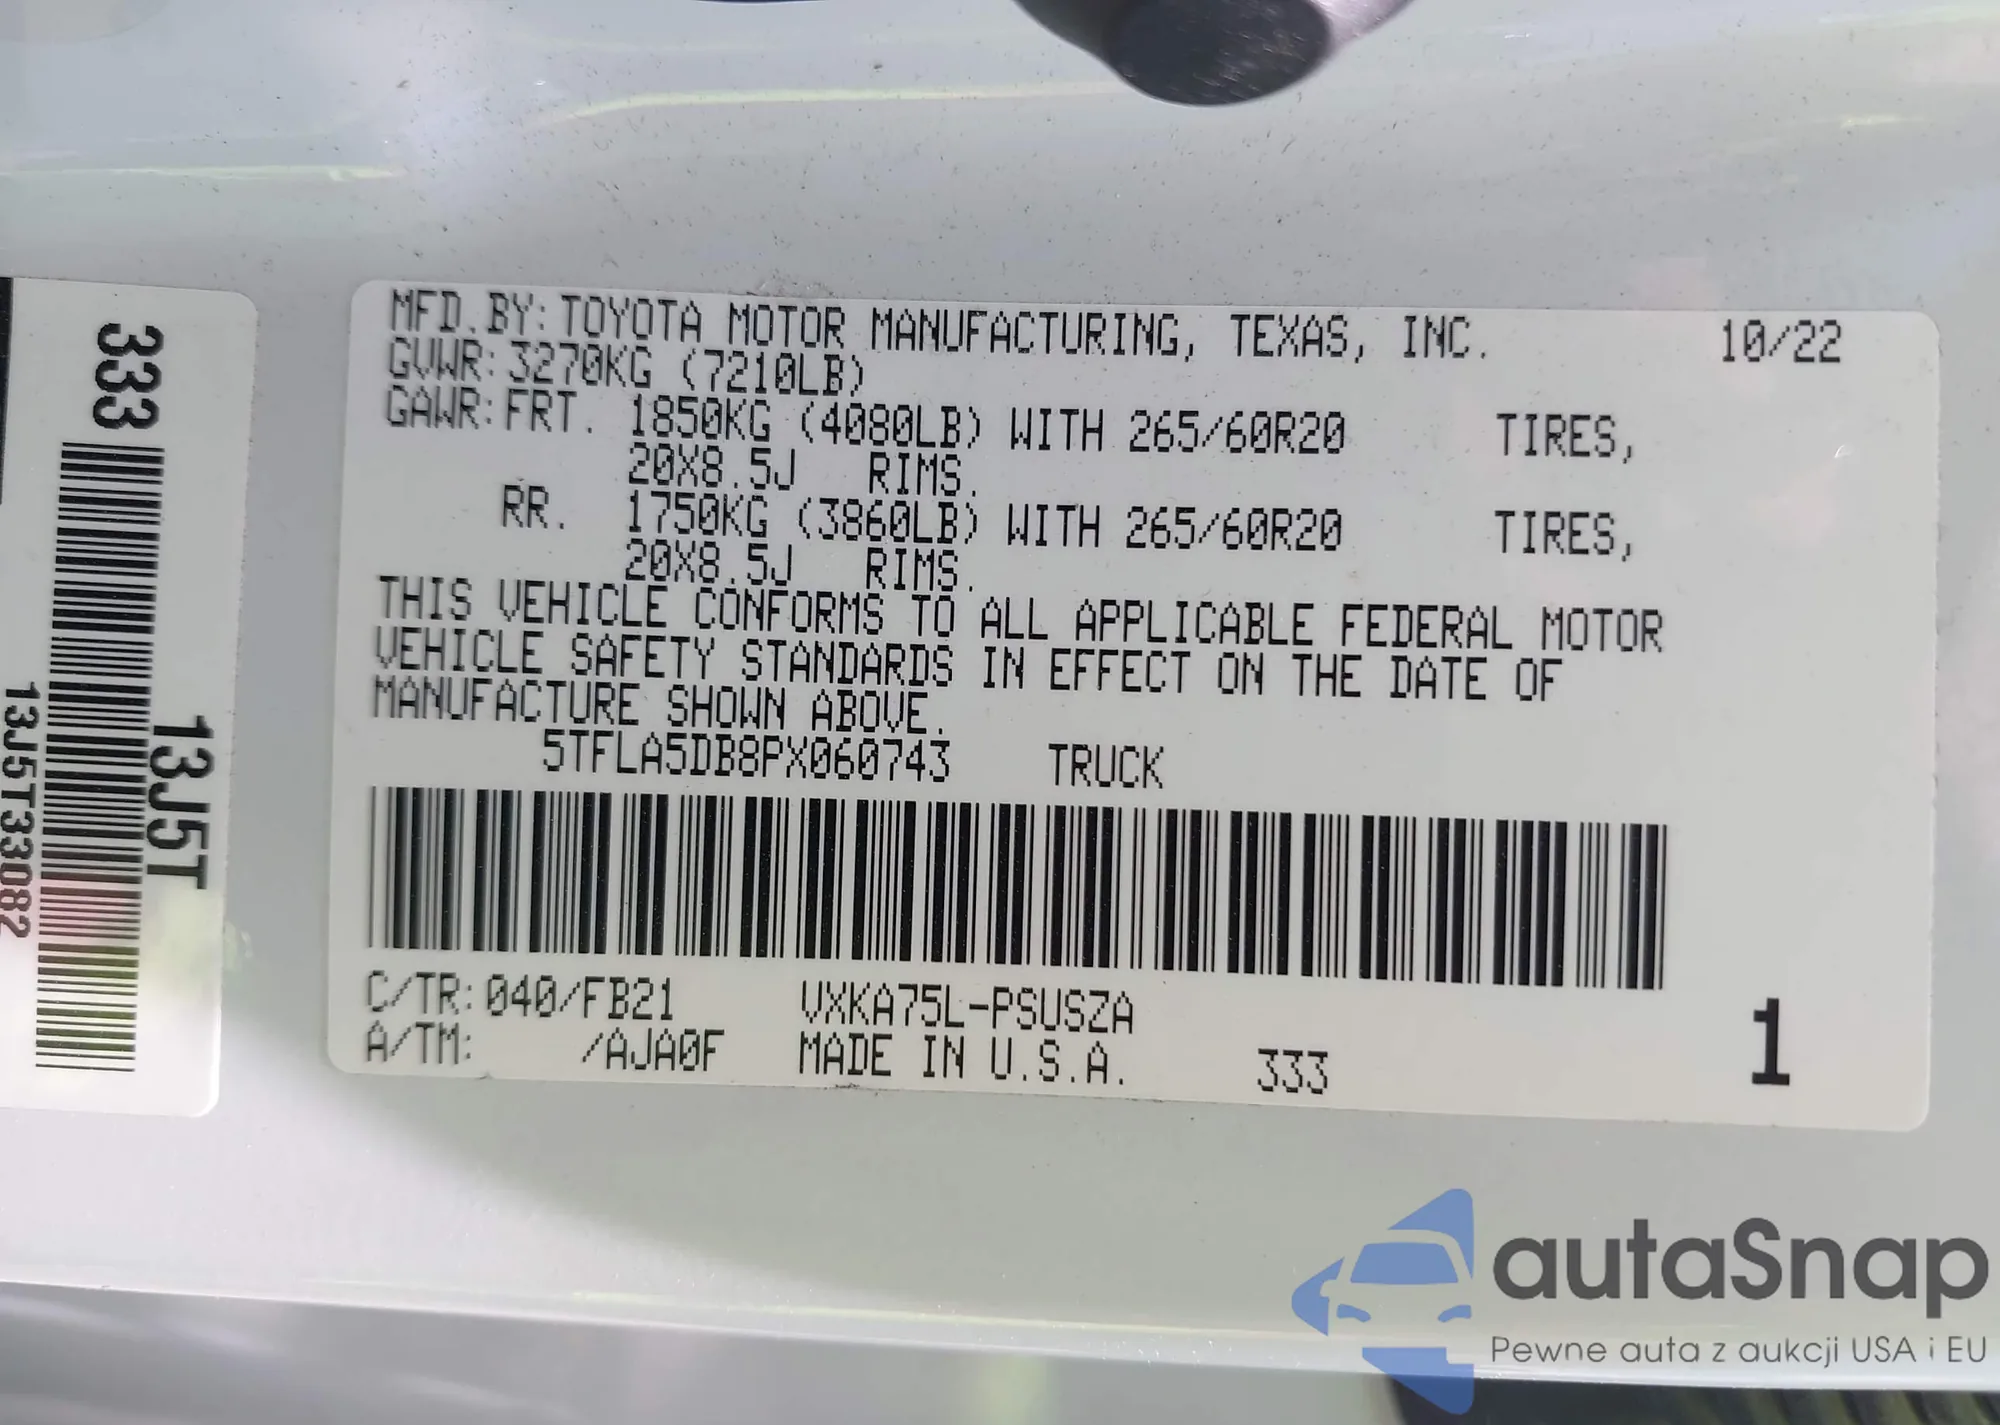 333
13J5T
13J5T33082
MFD.BY:TOYOTA MOTOR MANUFACTURING, TEXAS, INC. 10/22
GVWR:3270KG (7210LB)
GAWR:FRT. 1850KG (4080LB) WITH 265/60R20 TIRES,
20X8.5J RIMS.
RR. 1750KG (3860LB) WITH 265/60R20 TIRES,
20X8.5J RIMS.
THIS VEHICLE CONFORMS TO ALL APPLICABLE FEDERAL MOTOR
VEHICLE SAFETY STANDARDS IN EFFECT ON THE DATE OF
MANUFACTURE SHOWN ABOVE.
5TFLA5DB8PX060743 TRUCK
C/TR:040/FB21 VXKA75L-PSUSZA
A/TM: /AJA0F MADE IN U.S.A. 333 1
autaSnap
Pewne auta z aukcji USA i EU